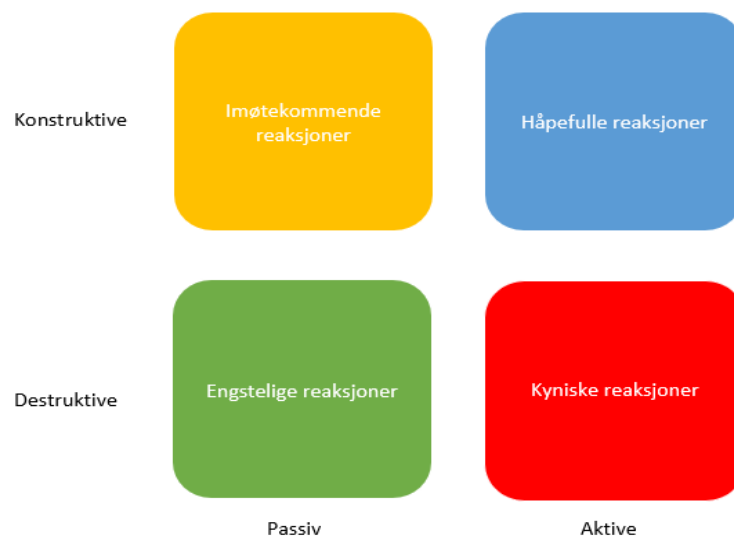 Konstruktive
Imøtekommende
reaksjoner
Håpefulle reaksjoner
Destruktive
Engstelige reaksjoner
Kyniske reaksjoner
Passiv
Aktive